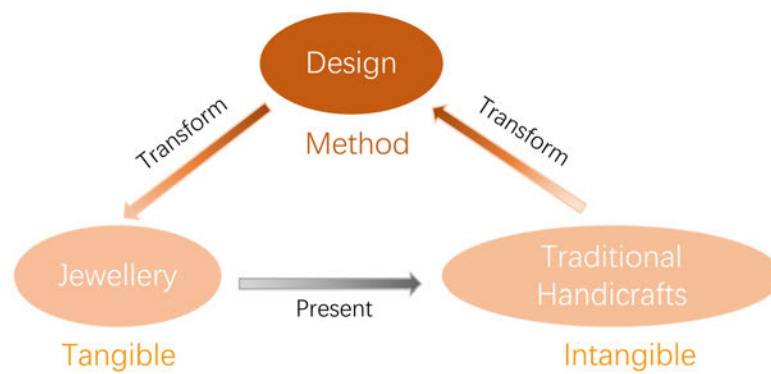 Design
Transform
Transform
Method
Jewellery
Traditional
Handicrafts
Present
Tangible
Intangible